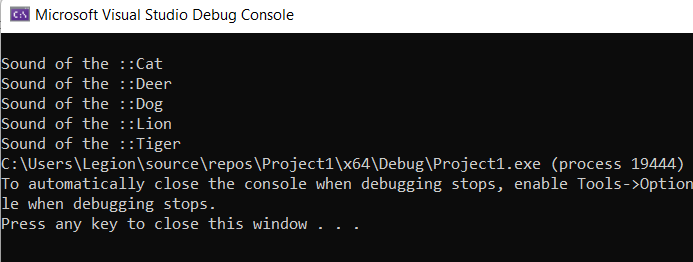 Microsoft Visual Studio Debug Console
Sound of the ::Cat
Sound of the ::Deer
Sound of the ::Dog
Sound of the ::Lion
Sound of the ::Tiger
C:\Users\Legion\source\repos\Project1\x64\Debug\Project1.exe (process 19444)
To automatically close the console when debugging stops, enable Tools->Option
le when debugging stops.
Press any key to close this window . . .